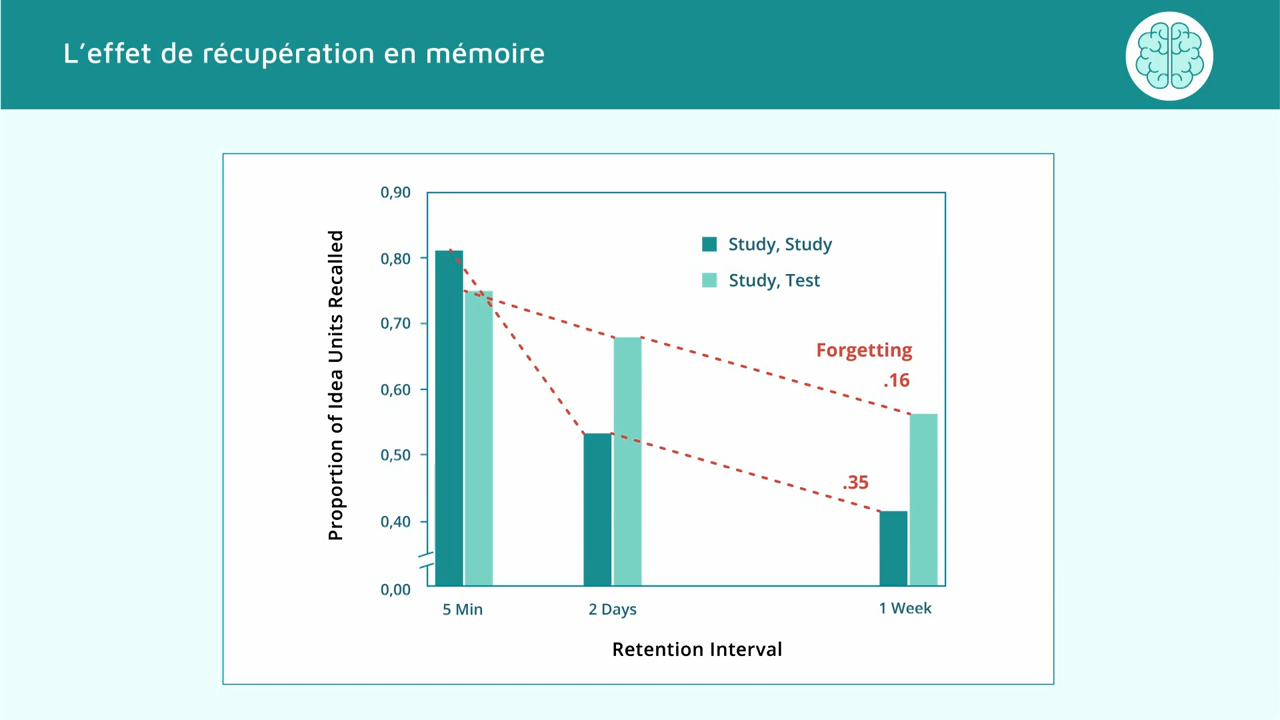 L’effet de récupération en mémoire
0,90
0,80
0,70
0,60
0,50
0,40
0,00
Proportion of Idea Units Recalled
Study, Study
Study, Test
Forgetting
.16
.35
5 Min
2 Days
1 Week
Retention Interval